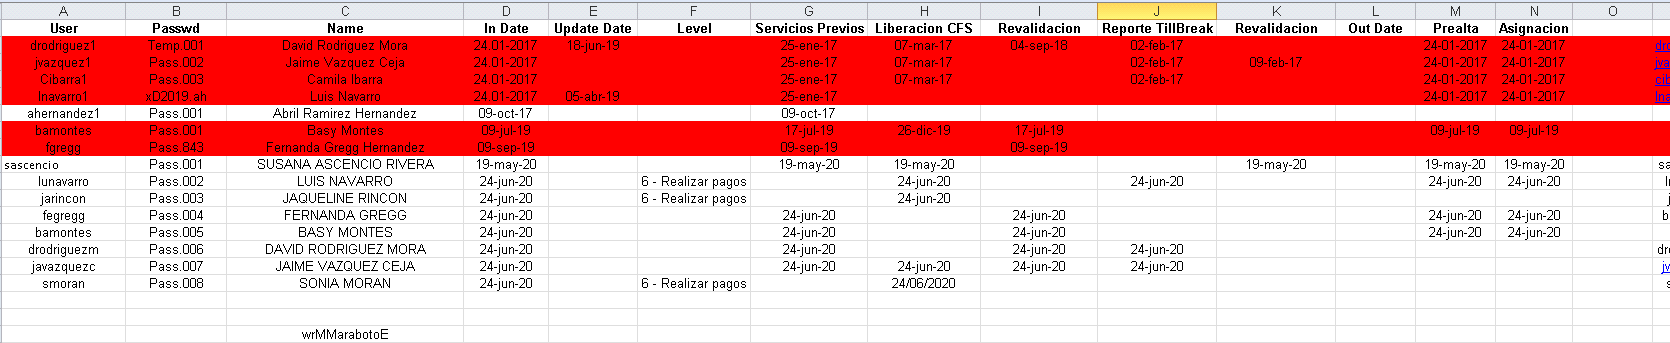 A B C D E F G H I J K L M N O
User Passwd Name In Date Update Date Level Servicios Previos Liberacion CFS Revalidacion Reporte TillBreak Revalidacion Out Date Prealta Asignacion
drodriguez1 Temp.001 David Rodriguez Mora 24.01-2017 18-jun-19 25-ene-17 07-mar-17 04-sep-18 02-feb-17 24-01-2017 24-01-2017 dro
jvazquez1 Pass.002 Jaime Vazquez Ceja 24.01-2017 25-ene-17 07-mar-17 02-feb-17 09-feb-17 24-01-2017 24-01-2017 jva
Cibarra1 Pass.003 Camila Ibarra 24.01-2017 25-ene-17 07-mar-17 02-feb-17 24-01-2017 24-01-2017 cib
lnavarro1 xD2019.ah Luis Navarro 24.01-2017 05-abr-19 25-ene-17 24-01-2017 24-01-2017 lna
ahernandez1 Pass.001 Abril Ramirez Hernandez 09-oct-17 09-oct-17
bamontes Pass.001 Basy Montes 09-jul-19 17-jul-19 26-dic-19 17-jul-19 09-jul-19 09-jul-19
fgregg Pass.843 Fernanda Gregg Hernandez 09-sep-19 09-sep-19 09-sep-19
sascencio Pass.001 SUSANA ASCENCIO RIVERA 19-may-20 19-may-20 19-may-20 19-may-20 19-may-20 19-may-20 sa
lunavarro Pass.002 LUIS NAVARRO 24-jun-20 6 - Realizar pagos 24-jun-20 24-jun-20 24-jun-20 24-jun-20
jarincon Pass.003 JAQUELINE RINCON 24-jun-20 6 - Realizar pagos 24-jun-20 j
fegregg Pass.004 FERNANDA GREGG 24-jun-20 24-jun-20 24-jun-20 24-jun-20 24-jun-20 b
bamontes Pass.005 BASY MONTES 24-jun-20 24-jun-20 24-jun-20 24-jun-20 24-jun-20
drodriguezm Pass.006 DAVID RODRIGUEZ MORA 24-jun-20 24-jun-20 24-jun-20 24-jun-20 dro
javazquezc Pass.007 JAIME VAZQUEZ CEJA 24-jun-20 24-jun-20 24-jun-20 24-jun-20 24-jun-20 jv
smoran Pass.008 SONIA MORAN 24-jun-20 6 - Realizar pagos 24/06/2020 s
wrMMarabotoE